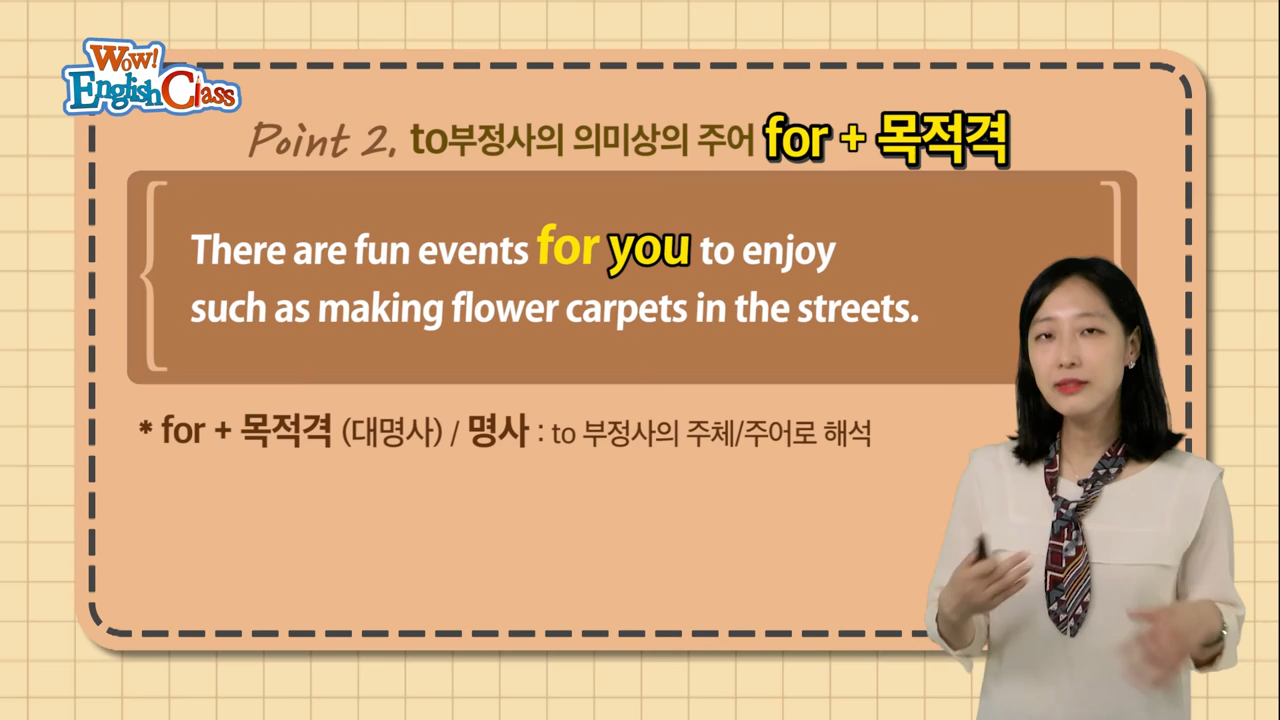 Wow!
English Class
Point 2. to부정사의 의미상의 주어 for + 목적격
There are fun events for you to enjoy
such as making flower carpets in the streets.
* for + 목적격 (대명사) / 명사 : to 부정사의 주체/주어로 해석